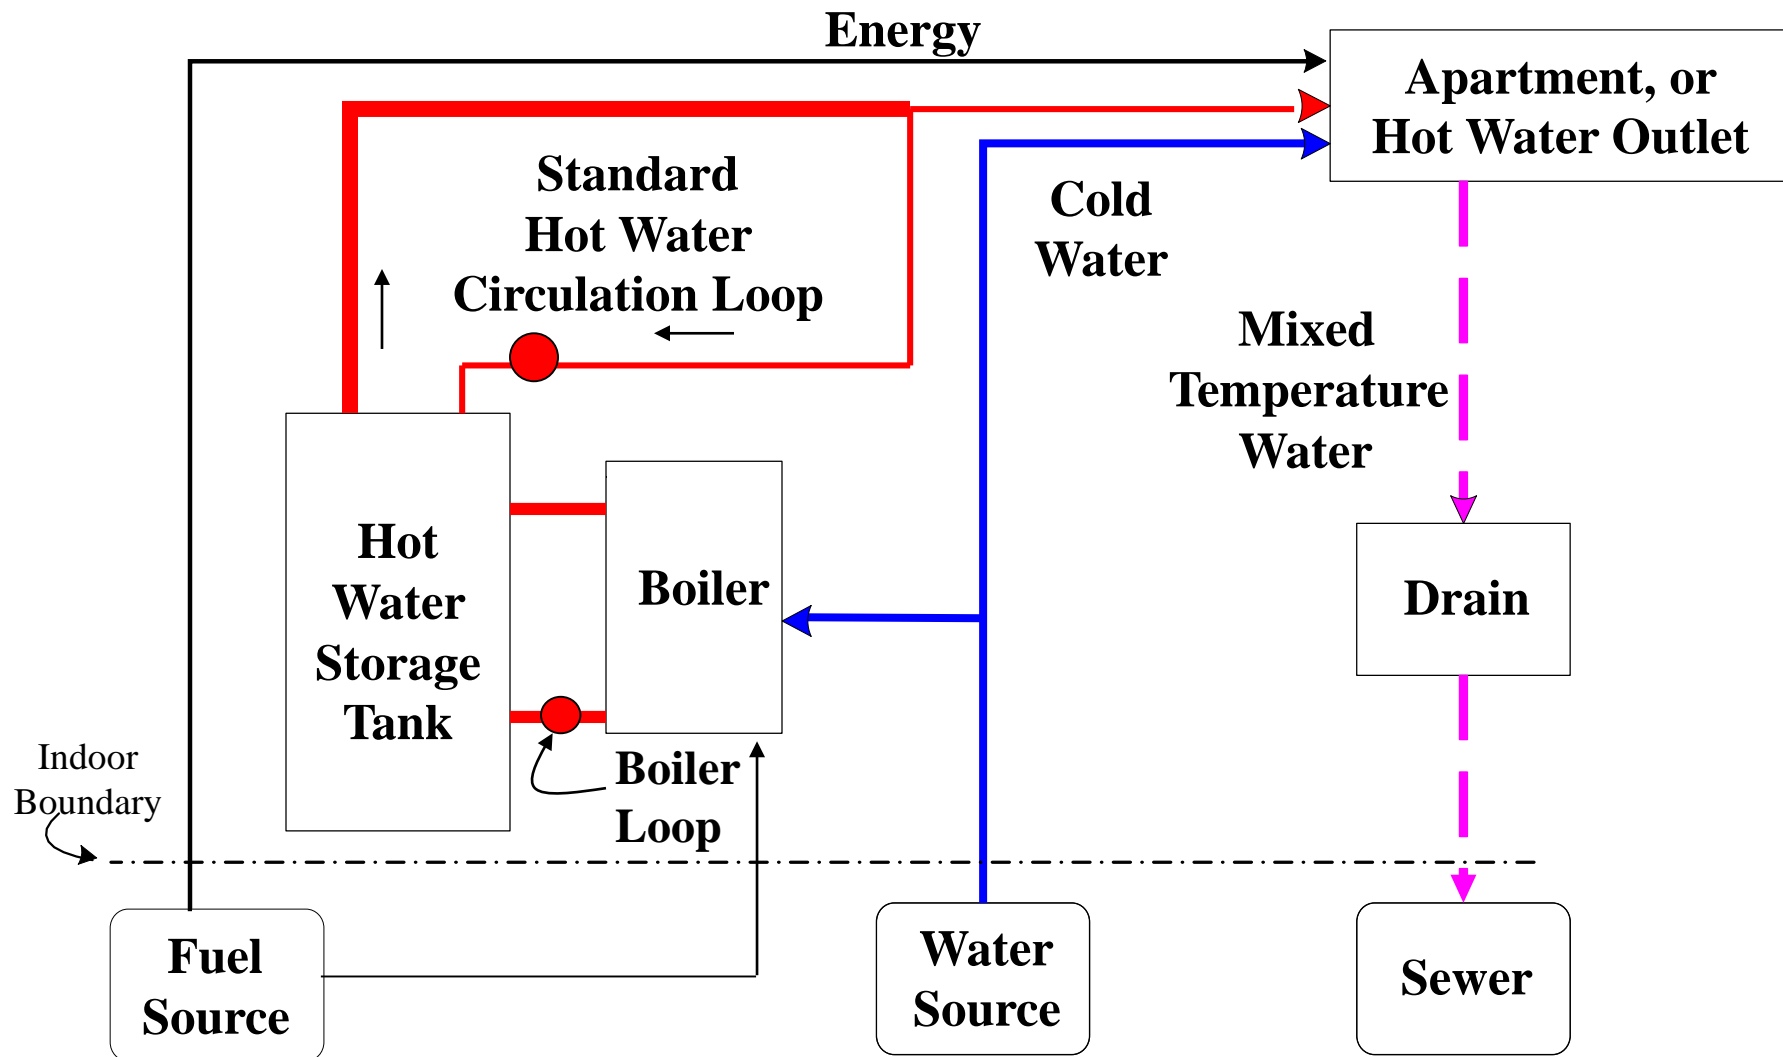 Energy
Apartment, or
Hot Water Outlet
Standard
Hot Water
Circulation Loop
Cold
Water
Mixed
Temperature
Water
Hot
Water
Storage
Tank
Boiler
Drain
Indoor
Boundary
Boiler
Loop
Fuel
Source
Water
Source
Sewer